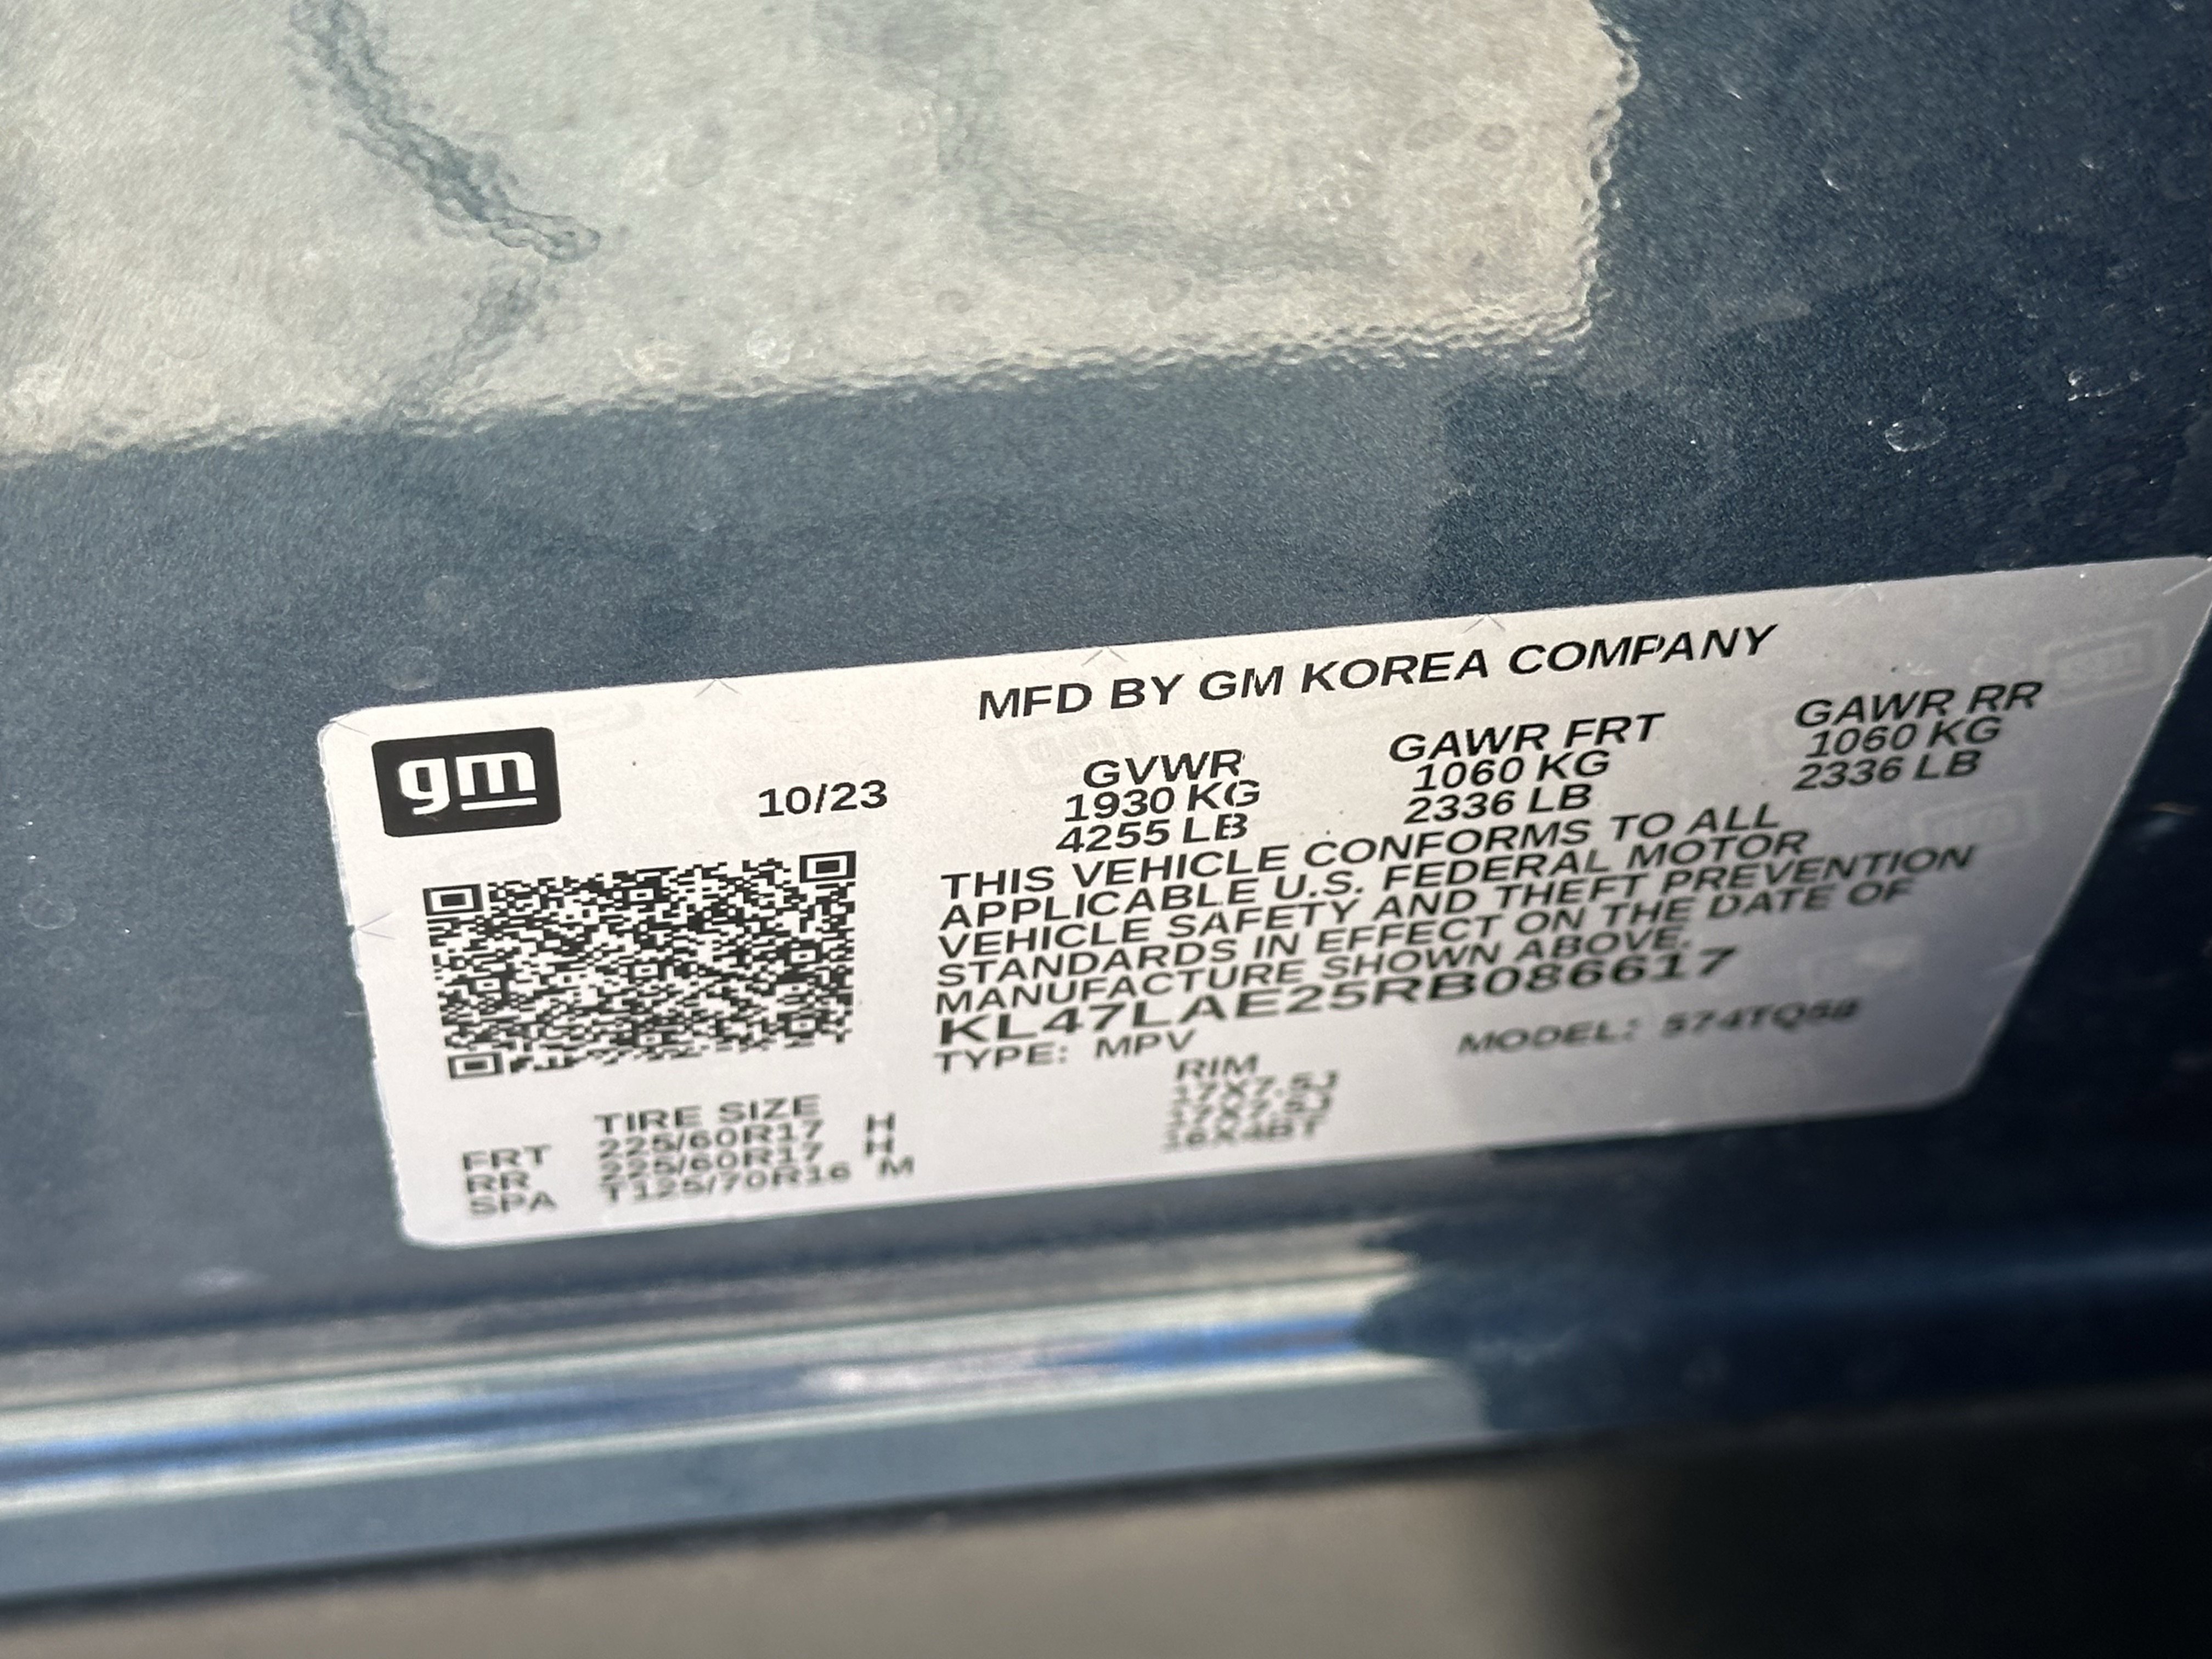 MFD BY GM KOREA COMPANY
gm
10/23
GVWR GAWR FRT GAWR RR
1930 KG 1060 KG 1060 KG
4255 LB 2336 LB 2336 LB
THIS VEHICLE CONFORMS TO ALL
APPLICABLE U.S. FEDERAL MOTOR
VEHICLE SAFETY AND THEFT PREVENTION
STANDARDS IN EFFECT ON THE DATE OF
MANUFACTURE SHOWN ABOVE.
KL47LAE25RB086617
TYPE: MPV MODEL:
TIRE SIZE RIM
FRT 225/60R17 H 17X7.5J
RR 225/60R17 H 17X7.5J
SPA T125/70R16 M 16X4BT